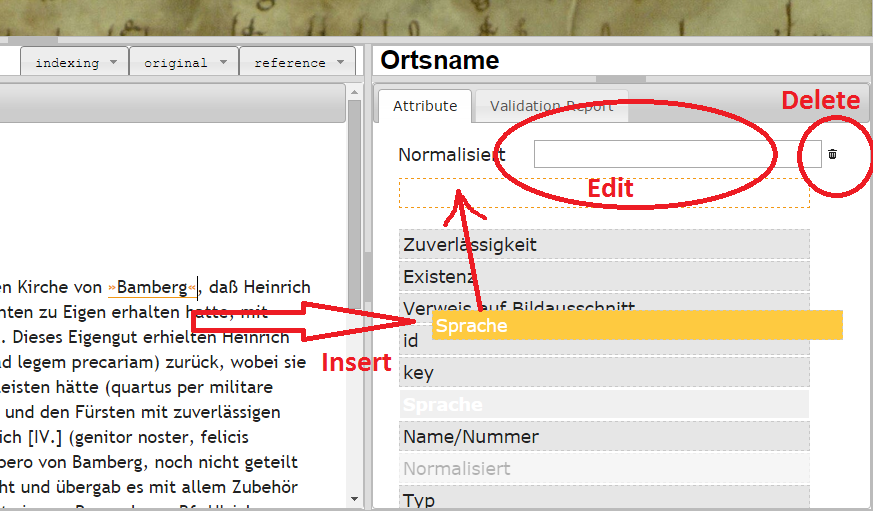 indexing
original
reference
en Kirche von »Bamberg«, daß Heinrich
nten zu Eigen erhalten hatte, mit
. Dieses Eigengut erhielten Heinrich
ad legem precariam) zurück, wobei sie
leisten hätte (quartus per militare
und den Fürsten mit zuverlässigen
ich [IV.] (genitor noster, felicis
pero von Bamberg, noch nicht geteilt
ht und übergab es mit allem Zubehör
Ortsname
Attribute
Validation Report
Delete
Normalisiert
Edit
Zuverlässigkeit
Existenz
Verweis auf Bildausschnitt
Sprache
id
Insert
key
Sprache
Name/Nummer
Normalisiert
Typ